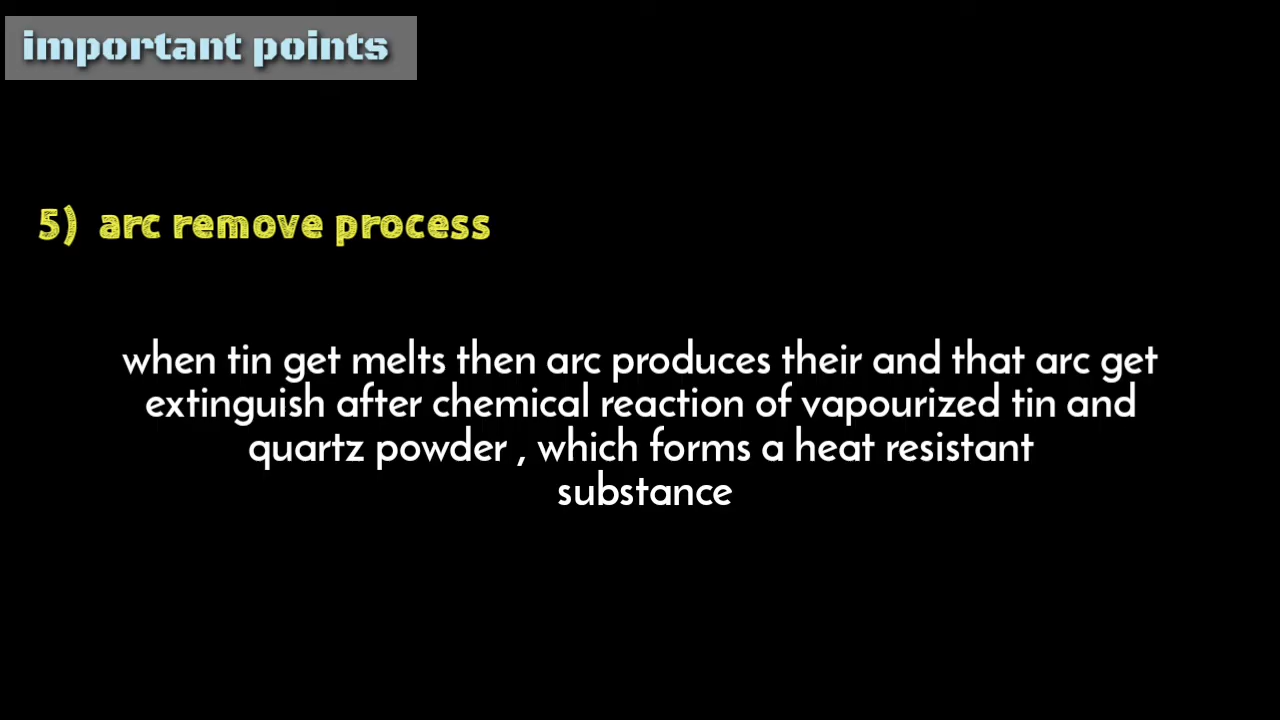 important points
5) arc remove process
when tin get melts then arc produces their and that arc get
extinguish after chemical reaction of vapourized tin and
quartz powder , which forms a heat resistant
substance